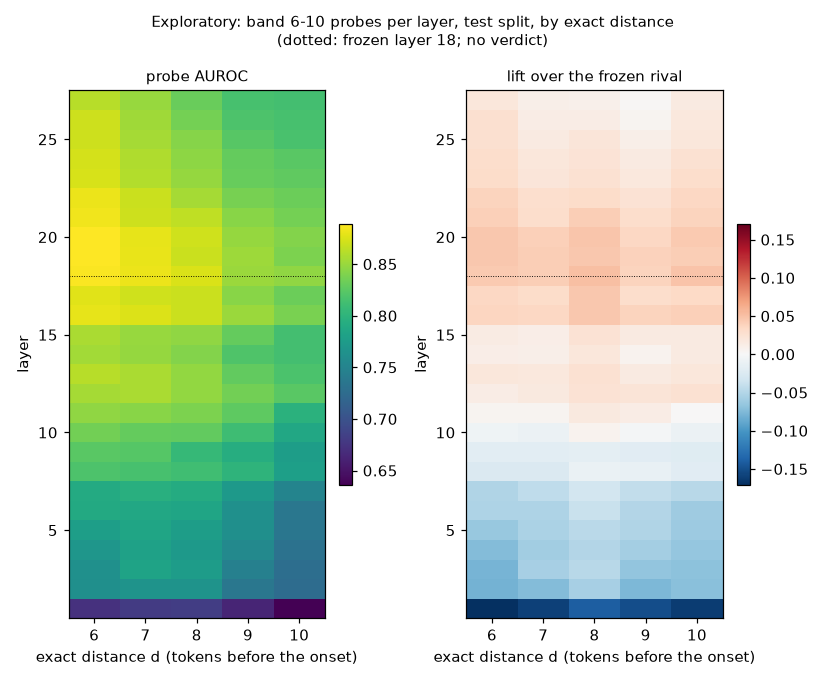 Exploratory: band 6-10 probes per layer, test split, by exact distance
(dotted: frozen layer 18; no verdict)
probe AUROC
lift over the frozen rival
layer
25
20
15
10
5
6 7 8 9 10
exact distance d (tokens before the onset)
0.85
0.80
0.75
0.70
0.65
layer
25
20
15
10
5
6 7 8 9 10
exact distance d (tokens before the onset)
0.15
0.10
0.05
0.00
−0.05
−0.10
−0.15